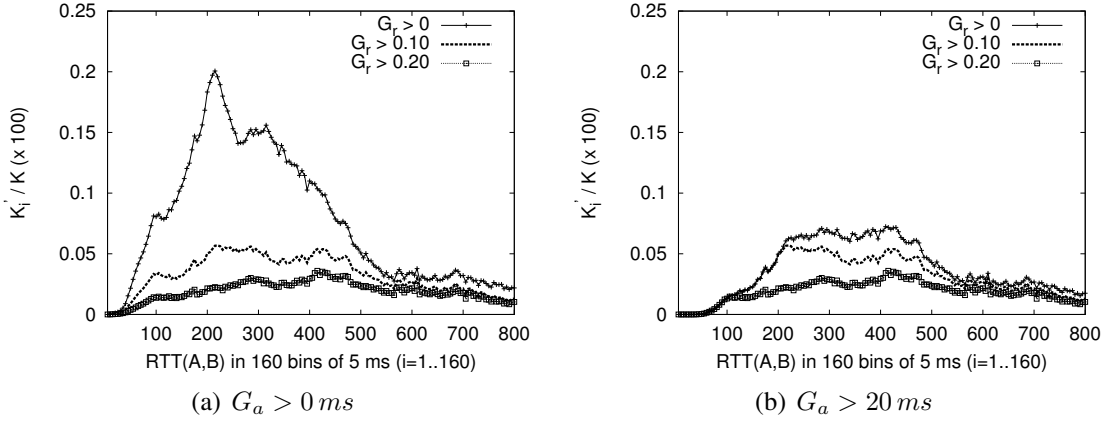 0.25
0.2
0.15
0.1
0.05
0
K_i' / K (x 100)
G_r > 0
G_r > 0.10
G_r > 0.20
100 200 300 400 500 600 700 800
RTT(A,B) in 160 bins of 5 ms (i=1..160)
(a) G_a > 0 ms
0.25
0.2
0.15
0.1
0.05
0
K_i' / K (x 100)
G_r > 0
G_r > 0.10
G_r > 0.20
100 200 300 400 500 600 700 800
RTT(A,B) in 160 bins of 5 ms (i=1..160)
(b) G_a > 20 ms